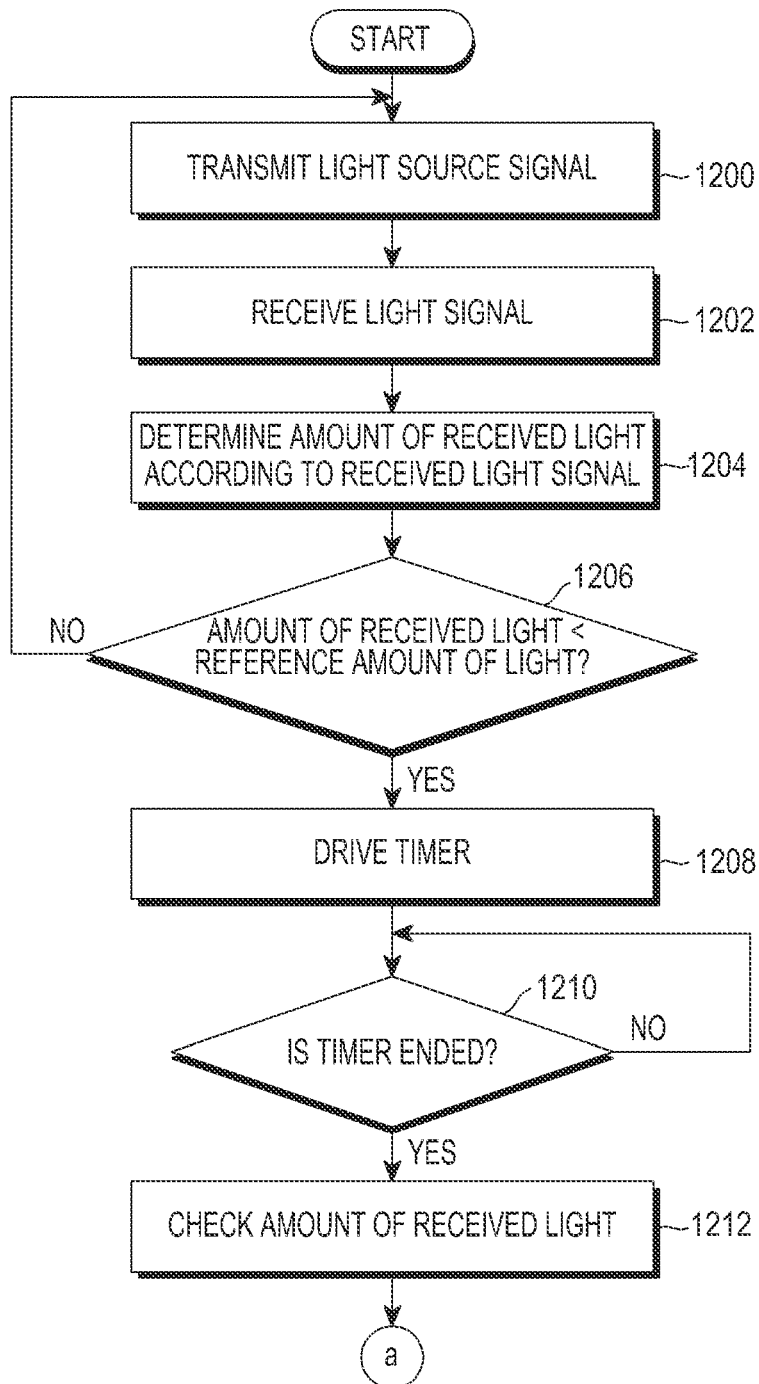 START
TRANSMIT LIGHT SOURCE SIGNAL
1200
RECEIVE LIGHT SIGNAL
1202
DETERMINE AMOUNT OF RECEIVED LIGHT
ACCORDING TO RECEIVED LIGHT SIGNAL
1204
1206
NO
AMOUNT OF RECEIVED LIGHT <
REFERENCE AMOUNT OF LIGHT?
YES
DRIVE TIMER
1208
1210
IS TIMER ENDED?
NO
YES
CHECK AMOUNT OF RECEIVED LIGHT
1212
a